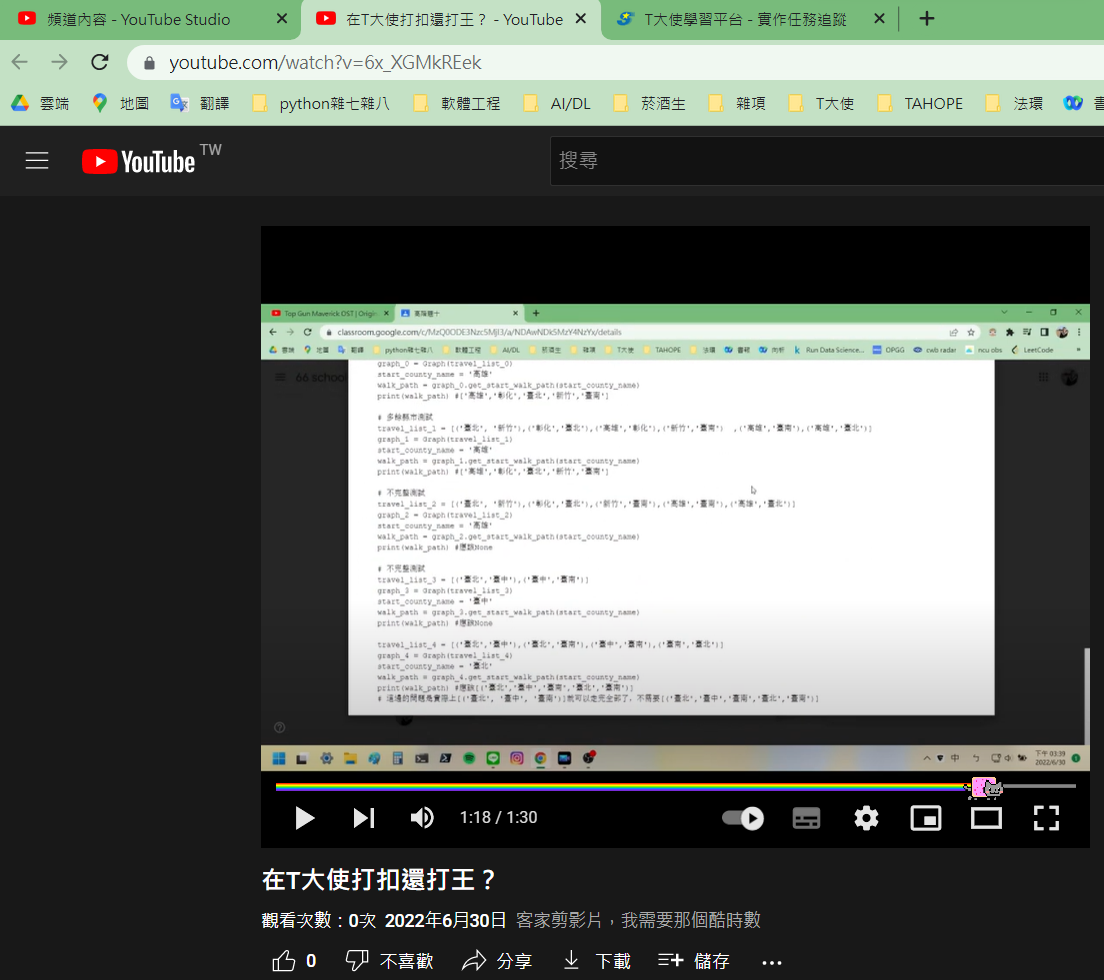 頻道內容 - YouTube Studio
在T大使打扣還打王？ - YouTube
T大使學習平台 - 實作任務追蹤
youtube.com/watch?v=6x_XGMkREek
雲端 地圖 翻譯 python雜七雜八 軟體工程 AI/DL 菸酒生 雜項 T大使 TAHOPE 法環 書
YouTube TW
搜尋
Top Gun Maverick OST | Origin
classroom.google.com/c/MzQ0ODE3Nzc5MjI3/a/NDAwNDk5MzY4NzYx/details
雲端 地圖 翻譯 python雜七雜八 軟體工程 AI/DL 菸酒生 雜項 T大使 TAHOPE 法環 書報 Run Data Science... OPGG cwb radar ncu obs LeetCode
66 school
graph_0 = Graph(travel_list_0)
start_county_name = '高雄'
walk_path = graph_0.get_start_walk_path(start_county_name)
print(walk_path) #['高雄','彰化','臺北','新竹','臺南']
# 多餘縣市測試
travel_list_1 = [('臺北', '新竹'),('彰化','臺北'),('高雄','彰化'),('新竹','臺南') ,('高雄','臺南'),('高雄','臺北')]
graph_1 = Graph(travel_list_1)
start_county_name = '高雄'
walk_path = graph_1.get_start_walk_path(start_county_name)
print(walk_path) #['高雄','彰化','臺北','新竹','臺南']
# 不完整測試
travel_list_2 = [('臺北', '新竹'),('彰化','臺北'),('新竹','臺南'),('高雄','臺南'),('高雄','臺北')]
graph_2 = Graph(travel_list_2)
start_county_name = '高雄'
walk_path = graph_2.get_start_walk_path(start_county_name)
print(walk_path) #應該None
# 不完整測試
travel_list_3 = [('臺北','臺中'),('臺中','臺南')]
graph_3 = Graph(travel_list_3)
start_county_name = '臺中'
walk_path = graph_3.get_start_walk_path(start_county_name)
print(walk_path) #應該None
travel_list_4 = [('臺北','臺中'),('臺北','臺南'),('臺中','臺南'),('臺南','臺北')]
graph_4 = Graph(travel_list_4)
start_county_name = '臺北'
walk_path = graph_4.get_start_walk_path(start_county_name)
print(walk_path) #應該[('臺北','臺中','臺南','臺北','臺南')]
# 這邊的問題是實際上[('臺北', '臺中', '臺南')]就可以走完全部了，不需要[('臺北','臺中','臺南','臺北','臺南')]
中 ㄅ 下午 03:39
2022/6/30
1:18 / 1:30
在T大使打扣還打王？
觀看次數：0次 2022年6月30日 客家剪影片，我需要那個酷時數
0 不喜歡 分享 下載 儲存